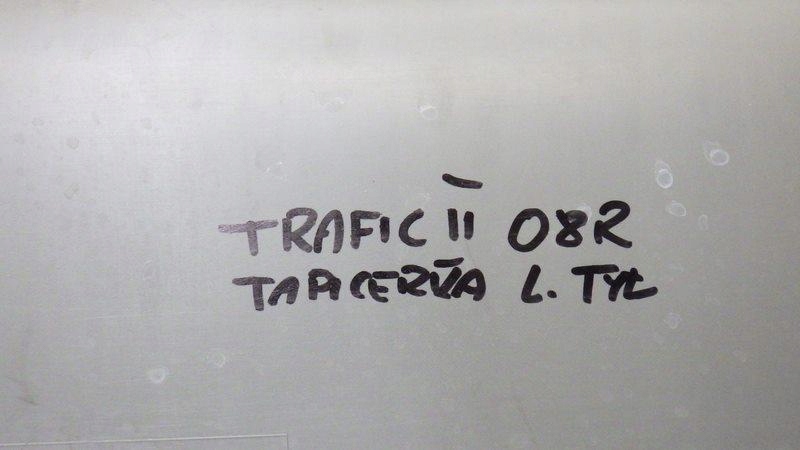 TRAFIC II 08R
TAPICERKA L. TYŁ